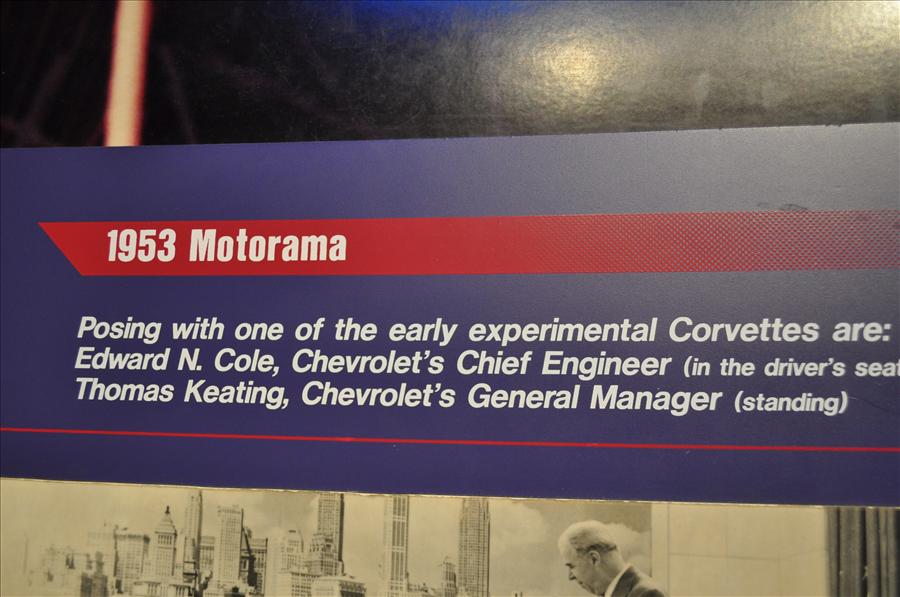 1953 Motorama
Posing with one of the early experimental Corvettes are:
Edward N. Cole, Chevrolet's Chief Engineer (in the driver's seat
Thomas Keating, Chevrolet's General Manager (standing)